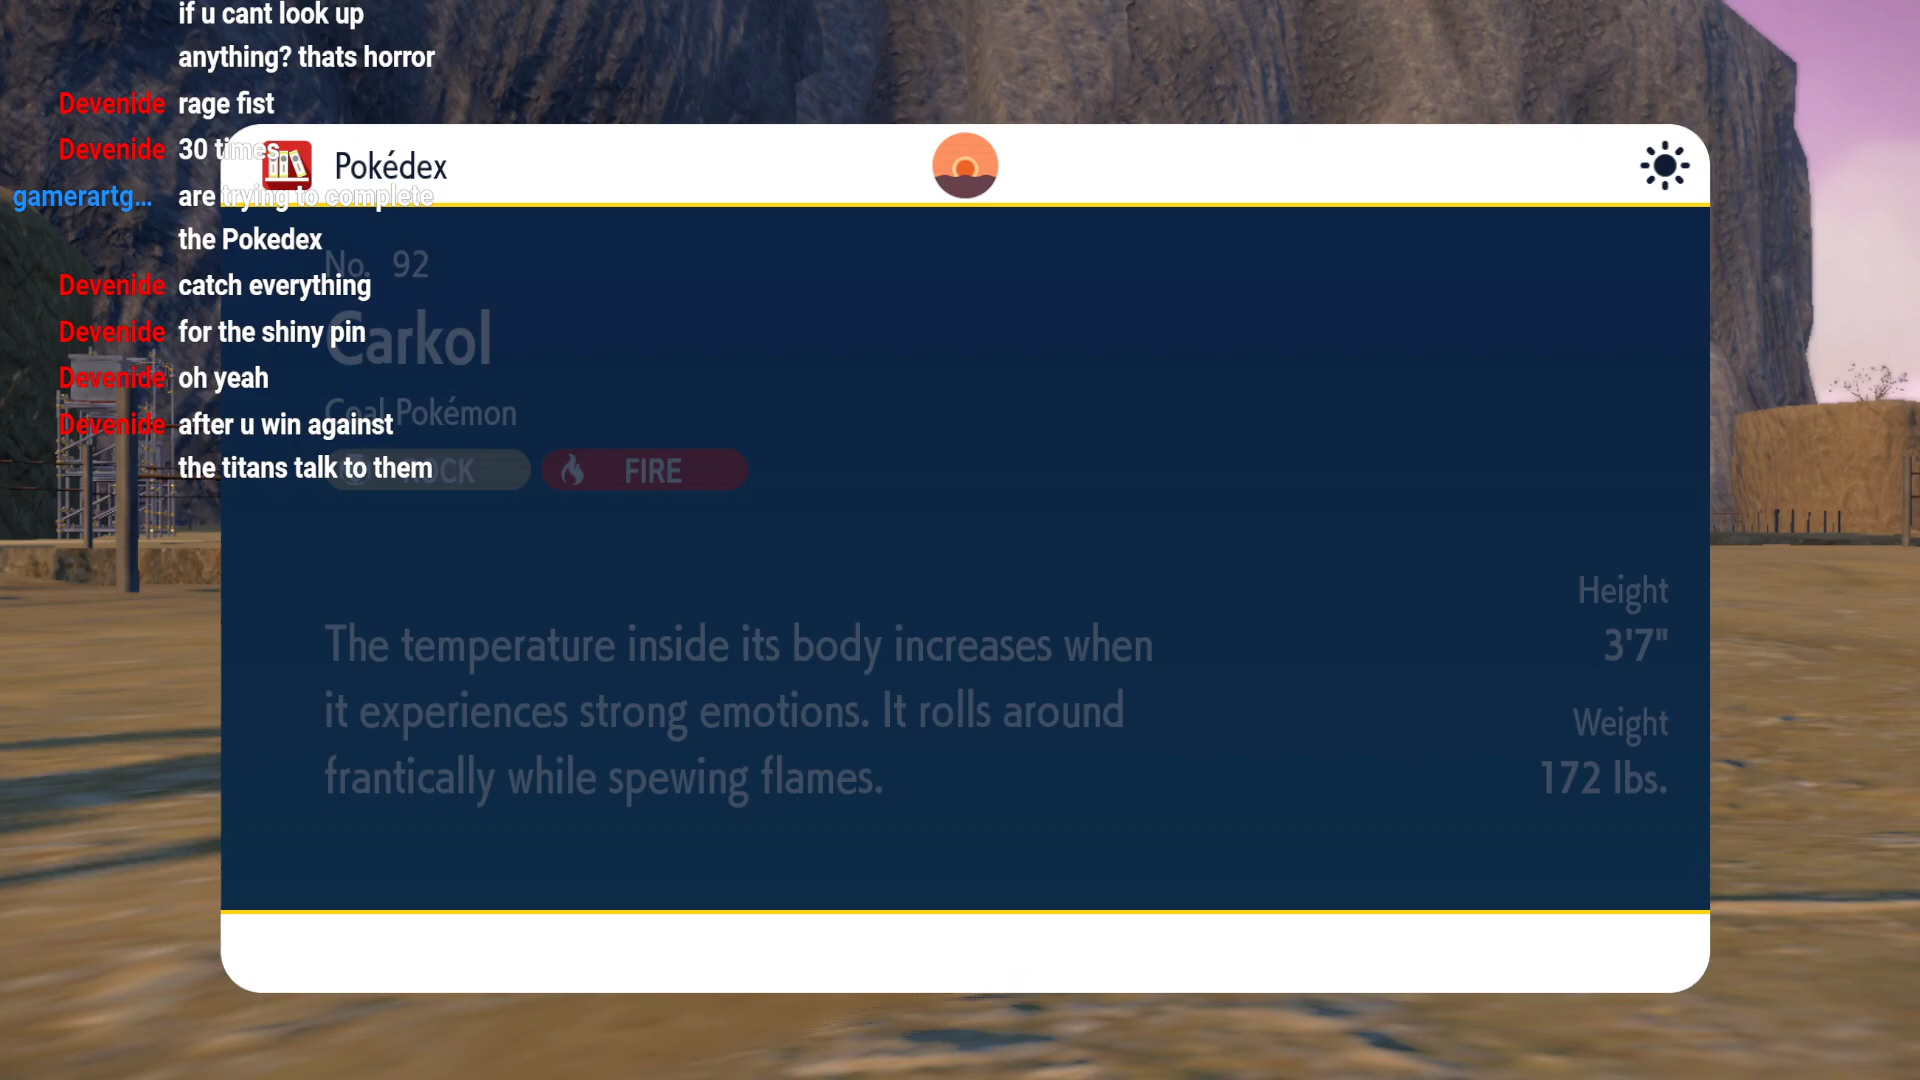 if u cant look up
anything? thats horror
Devenide rage fist
Devenide 30 times
Pokédex
gamerartg... are trying to complete
the Pokedex
No. 92
Devenide catch everything
Carkol
Devenide for the shiny pin
Devenide oh yeah
Coal Pokémon
Devenide after u win against
the titans talk to them
ROCK FIRE
Height
3'7"
The temperature inside its body increases when
it experiences strong emotions. It rolls around
frantically while spewing flames.
Weight
172 lbs.